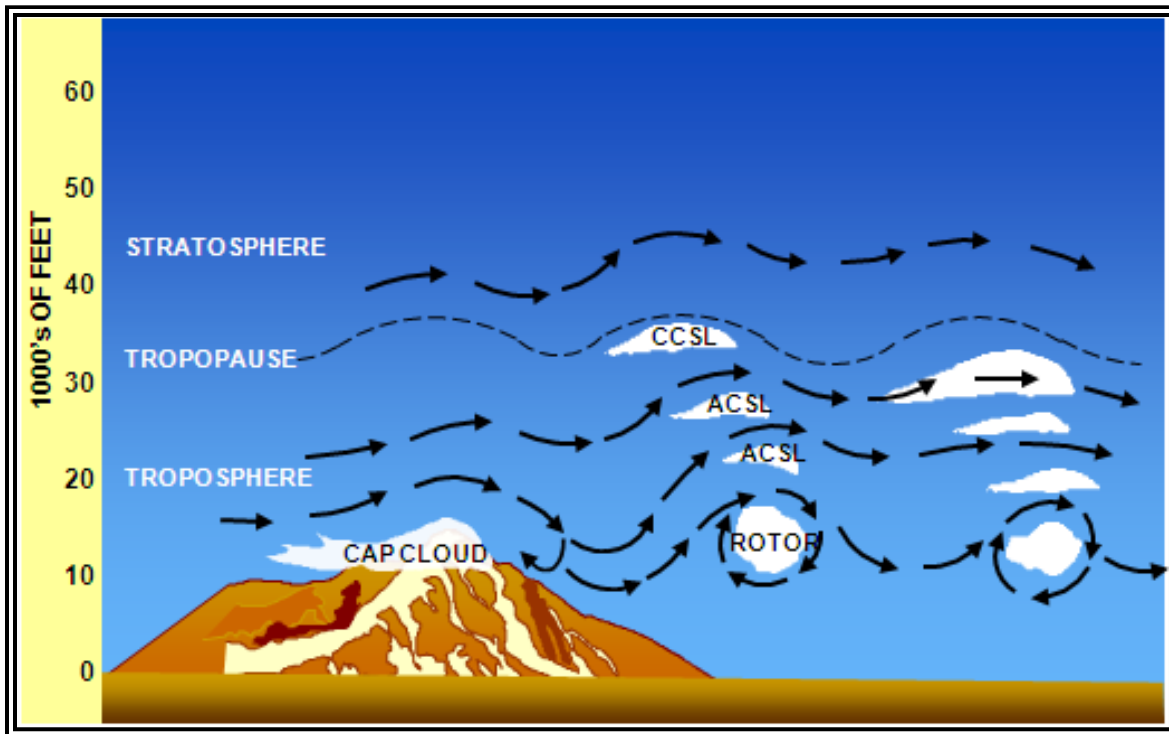 1000's OF FEET
60
50
40
30
20
10
0
STRATOSPHERE
TROPOPAUSE
TROPOSPHERE
CCSL
ACSL
ACSL
CAP CLOUD
ROTOR